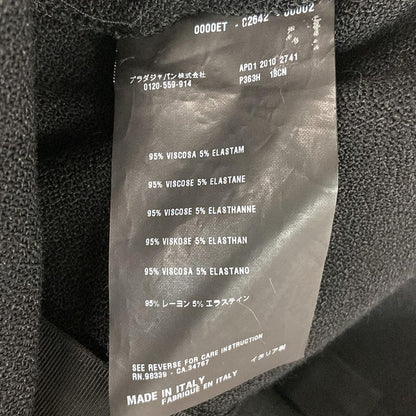 0000ET - C2642 - 00002
プラダジャパン株式会社
0120-559-914
APD1 2010 2741
P363H 18CN
95% VISCOSA 5% ELASTAM
95% VISCOSE 5% ELASTANE
95% VISCOSE 5% ELASTHANNE
95% VISKOSE 5% ELASTHAN
95% VISCOSA 5% ELASTANO
95% レーヨン 5% エラステイン
SEE REVERSE FOR CARE INSTRUCTION
RN.98339 - CA.34767
MADE IN ITALY イタリア製
FABRIQUE EN ITALY